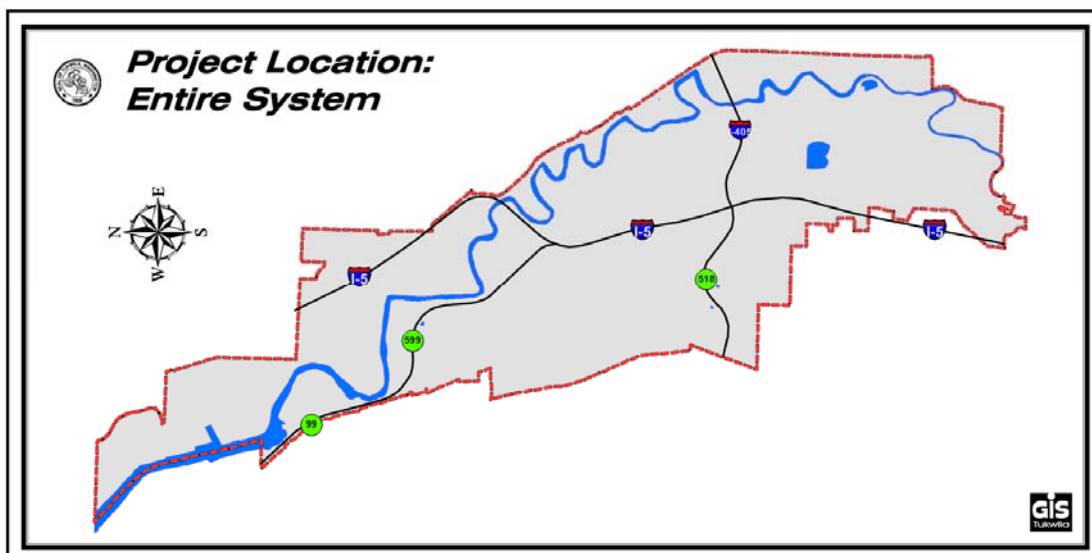 Project Location:
Entire System
I-405
N
E
S
W
I-5
I-5
I-5
518
599
99
GIS
Tukwila